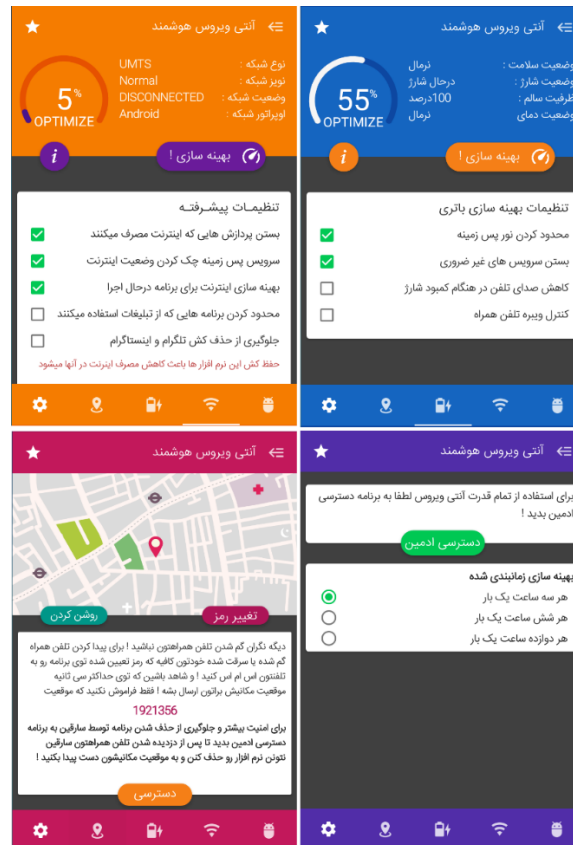 آنتی ویروس هوشمند
نوع شبکه : UMTS
نویز شبکه : Normal
وضعیت شبکه : DISCONNECTED
اوپراتور شبکه : Android
5%
OPTIMIZE
بهینه سازی !
i
تنظیمـات پیشـرفتـه
بستن پردازش هایی که اینترنت مصرف میکنند
سرویس پس زمینه چک کردن وضعیت اینترنت
بهینه سازی اینترنت برای برنامه درحال اجرا
محدود کردن برنامه هایی که از تبلیغات استفاده میکنند
جلوگیری از حذف کش تلگرام و اینستاگرام
حفظ کش این نرم افزار ها باعث کاهش مصرف اینرنت در آنها میشود
آنتی ویروس هوشمند
وضعیت سلامت : نرمال
وضعیت شارژ : درحال شارژ
ظرفیت سالم : 100درصد
وضعیت دمای نرمال
55%
OPTIMIZE
بهینه سازی !
i
تنظیمات بهینه سازی باتری
محدود کردن نور پس زمینه
بستن سرویس های غیر ضروری
کاهش صدای تلفن در هنگام کمبود شارژ
کنترل ویبره تلفن همراه
آنتی ویروس هوشمند
تغییر رمز
روشن کردن
دیگه نگران گم شدن تلفن همراهتون نباشید ! برای پیدا کردن تلفن همراه
گم شده یا سرقت شده خودتون کافیه که رمز تعیین شده توی برنامه رو به
تلفنتون اس ام اس کنید ! و شاهد باشین که توی حداکثر سی ثانیه
موقعیت مکانیش براتون ارسال بشه ! فقط فراموش نکنید که موقعیت
1921356
برای امنیت بیشتر و جلوگیری از حذف شدن برنامه توسط سارقین به برنامه
دسترسی ادمین بدید تا پس از دزدیده شدن تلفن همراهتون سارقین
نتونن نرم افزار رو حذف کنن و به موقعیت مکانیشون دست پیدا بکنید !
دسترسی
آنتی ویروس هوشمند
برای استفاده از تمام قدرت آنتی ویروس لطفا به برنامه دسترسی
ادمین بدید !
دسترسی ادمین
بهینه سازی زمانبندی شده
هر سه ساعت یک بار
هر شش ساعت یک بار
هر دوازده ساعت یک بار